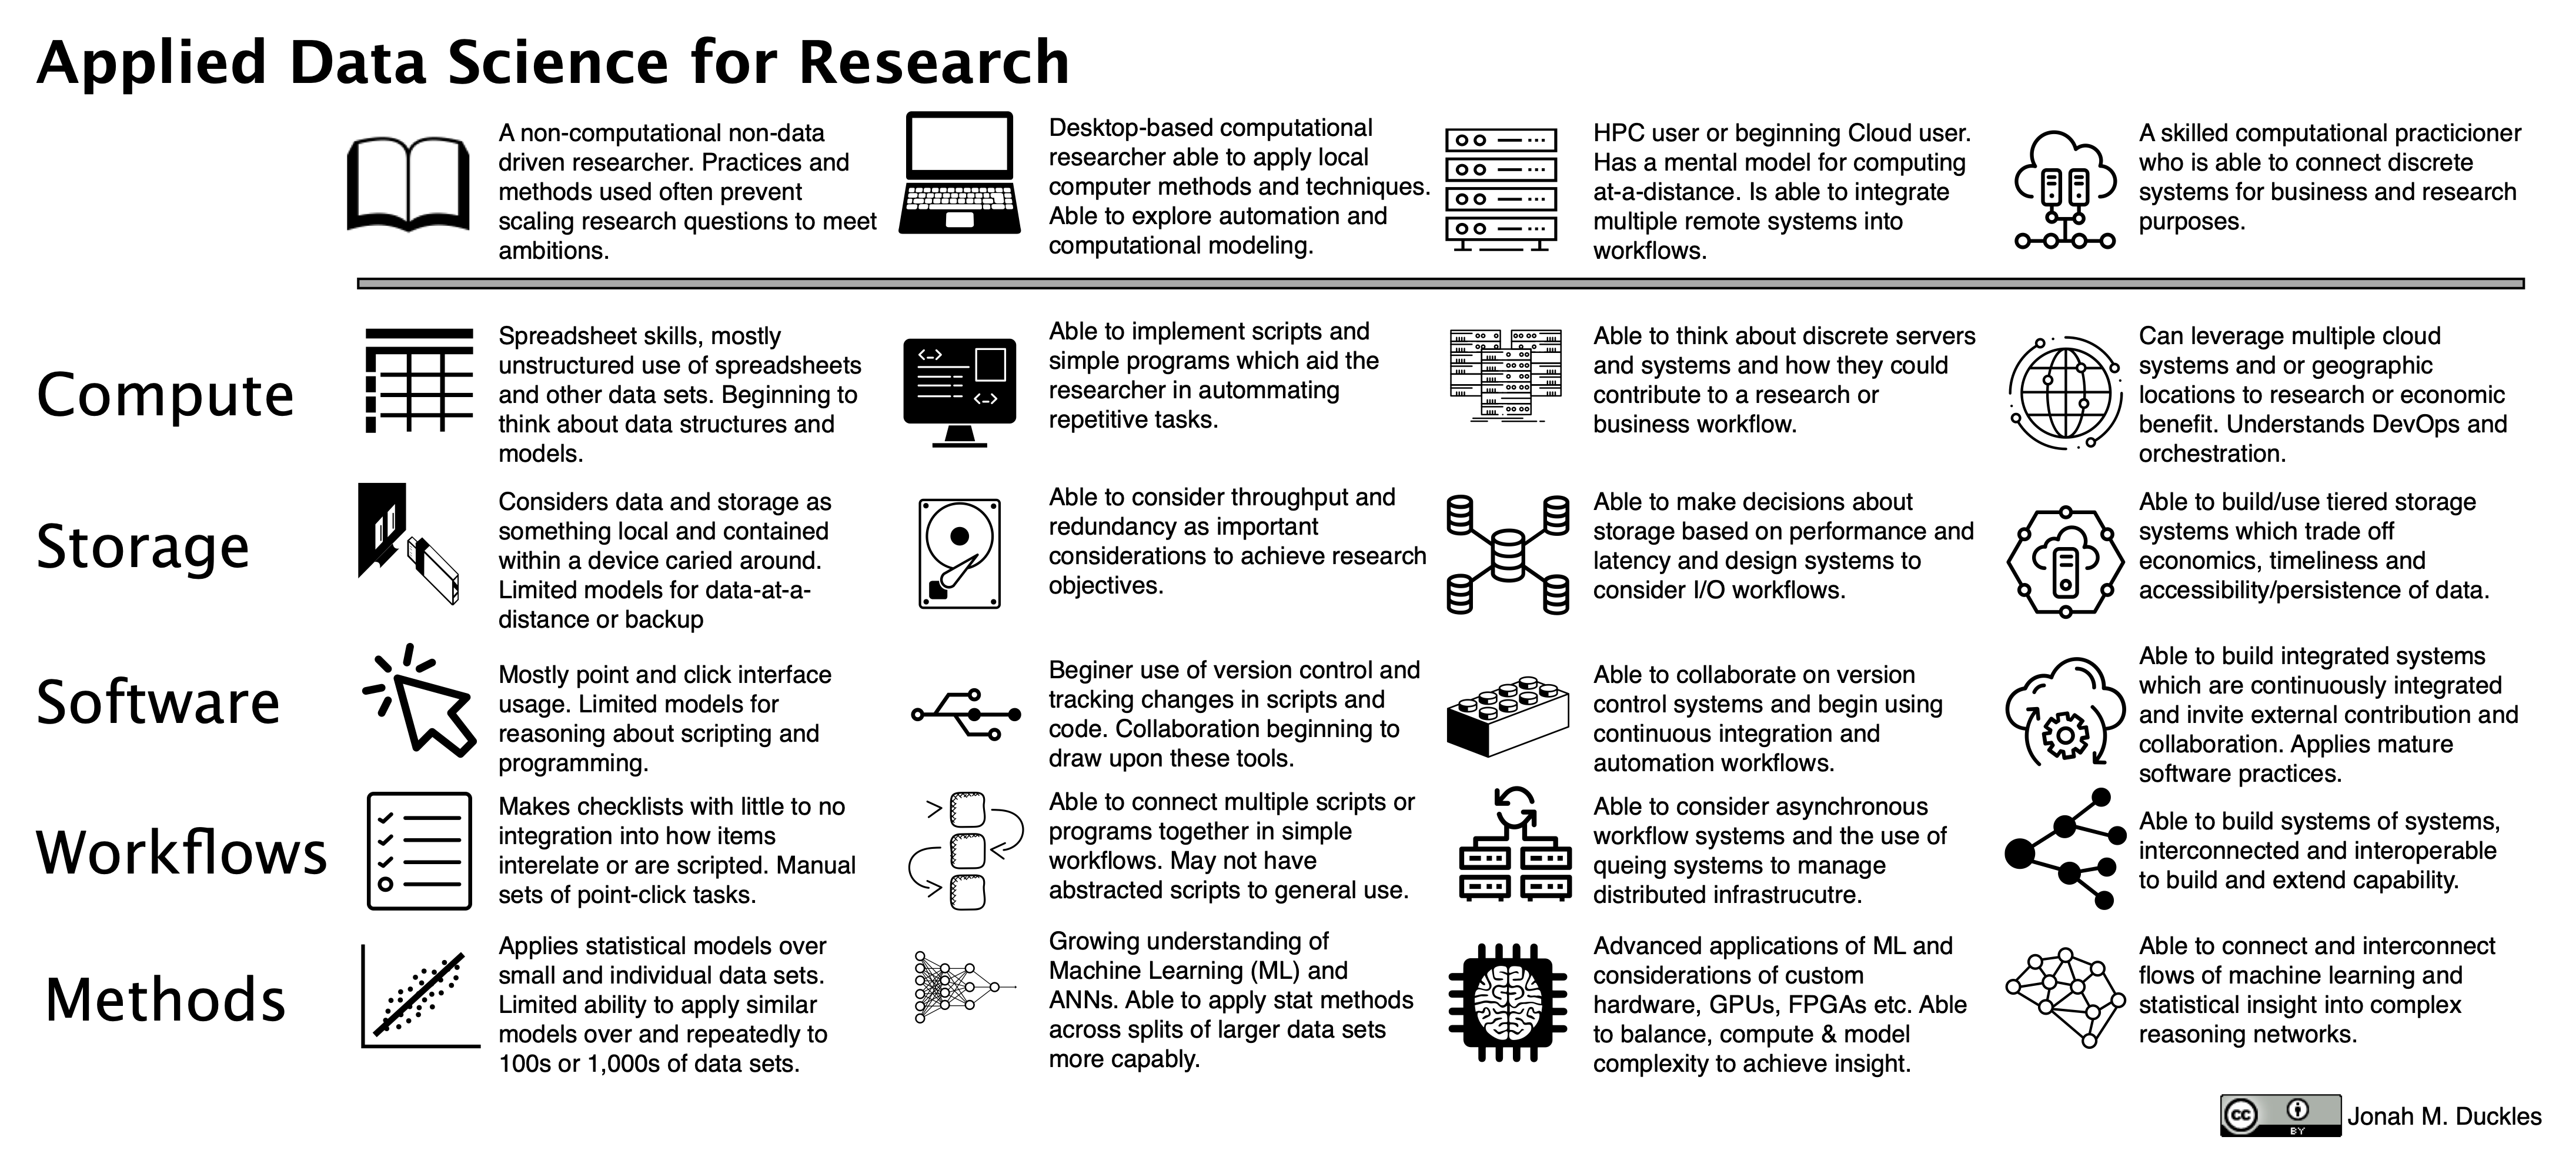 Applied Data Science for Research
A non-computational non-data
driven researcher. Practices and
methods used often prevent
scaling research questions to meet
ambitions.
Desktop-based computational
researcher able to apply local
computer methods and techniques.
Able to explore automation and
computational modeling.
HPC user or beginning Cloud user.
Has a mental model for computing
at-a-distance. Is able to integrate
multiple remote systems into
workflows.
A skilled computational practicioner
who is able to connect discrete
systems for business and research
purposes.
Compute
Spreadsheet skills, mostly
unstructured use of spreadsheets
and other data sets. Beginning to
think about data structures and
models.
Able to implement scripts and
simple programs which aid the
researcher in autommating
repetitive tasks.
Able to think about discrete servers
and systems and how they could
contribute to a research or
business workflow.
Can leverage multiple cloud
systems and or geographic
locations to research or economic
benefit. Understands DevOps and
orchestration.
Storage
Considers data and storage as
something local and contained
within a device caried around.
Limited models for data-at-a-
distance or backup
Able to consider throughput and
redundancy as important
considerations to achieve research
objectives.
Able to make decisions about
storage based on performance and
latency and design systems to
consider I/O workflows.
Able to build/use tiered storage
systems which trade off
economics, timeliness and
accessibility/persistence of data.
Software
Mostly point and click interface
usage. Limited models for
reasoning about scripting and
programming.
Beginer use of version control and
tracking changes in scripts and
code. Collaboration beginning to
draw upon these tools.
Able to collaborate on version
control systems and begin using
continuous integration and
automation workflows.
Able to build integrated systems
which are continuously integrated
and invite external contribution and
collaboration. Applies mature
software practices.
Workflows
Makes checklists with little to no
integration into how items
interelate or are scripted. Manual
sets of point-click tasks.
Able to connect multiple scripts or
programs together in simple
workflows. May not have
abstracted scripts to general use.
Able to consider asynchronous
workflow systems and the use of
queing systems to manage
distributed infrastrucutre.
Able to build systems of systems,
interconnected and interoperable
to build and extend capability.
Methods
Applies statistical models over
small and individual data sets.
Limited ability to apply similar
models over and repeatedly to
100s or 1,000s of data sets.
Growing understanding of
Machine Learning (ML) and
ANNs. Able to apply stat methods
across splits of larger data sets
more capably.
Advanced applications of ML and
considerations of custom
hardware, GPUs, FPGAs etc. Able
to balance, compute & model
complexity to achieve insight.
Able to connect and interconnect
flows of machine learning and
statistical insight into complex
reasoning networks.
cc
BY
Jonah M. Duckles